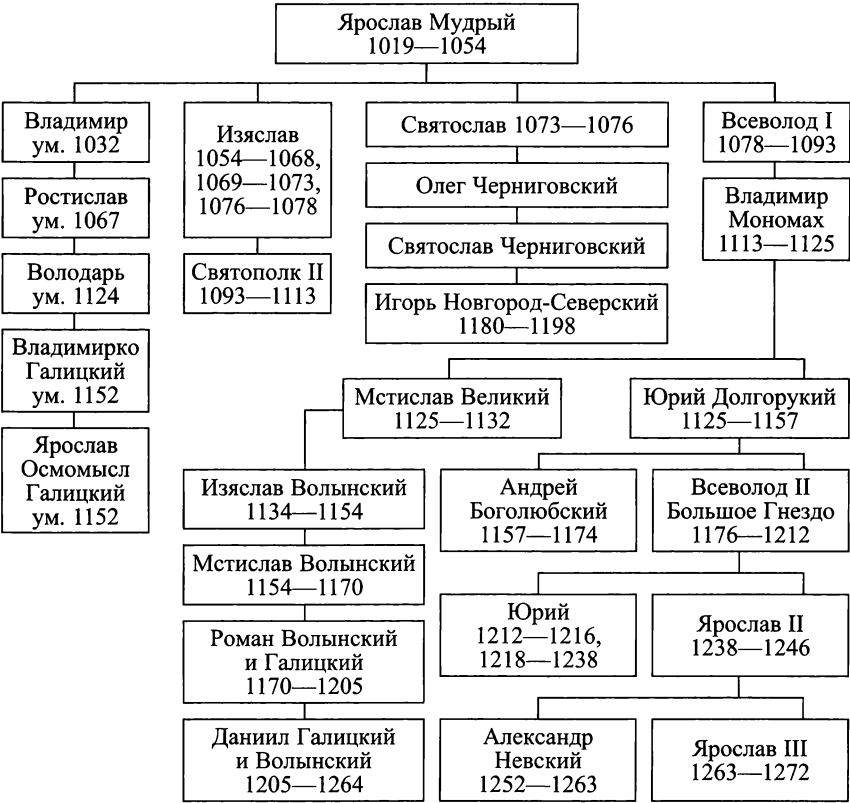 Ярослав Мудрый
1019—1054
Владимир
ум. 1032
Ростислав
ум. 1067
Володарь
ум. 1124
Владимирко
Галицкий
ум. 1152
Ярослав
Осмомысл
Галицкий
ум. 1152
Изяслав
1054—1068,
1069—1073,
1076—1078
Святополк II
1093—1113
Святослав 1073—1076
Олег Черниговский
Святослав Черниговский
Игорь Новгород-Северский
1180—1198
Всеволод I
1078—1093
Владимир
Мономах
1113—1125
Мстислав Великий
1125—1132
Юрий Долгорукий
1125—1157
Изяслав Волынский
1134—1154
Мстислав Волынский
1154—1170
Роман Волынский
и Галицкий
1170—1205
Даниил Галицкий
и Волынский
1205—1264
Андрей
Боголюбский
1157—1174
Всеволод II
Большое Гнездо
1176—1212
Юрий
1212—1216,
1218—1238
Ярослав II
1238—1246
Александр
Невский
1252—1263
Ярослав III
1263—1272